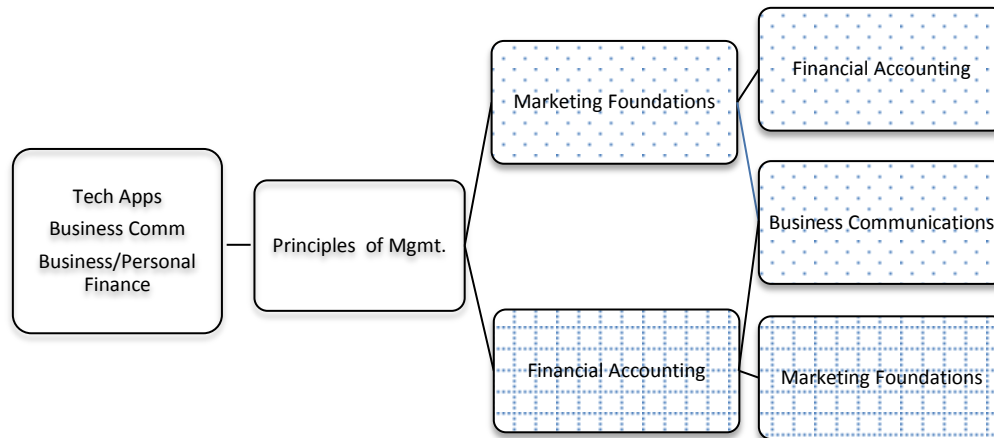 Tech Apps
Business Comm
Business/Personal
Finance
Principles of Mgmt.
Marketing Foundations
Financial Accounting
Financial Accounting
Business Communications
Marketing Foundations